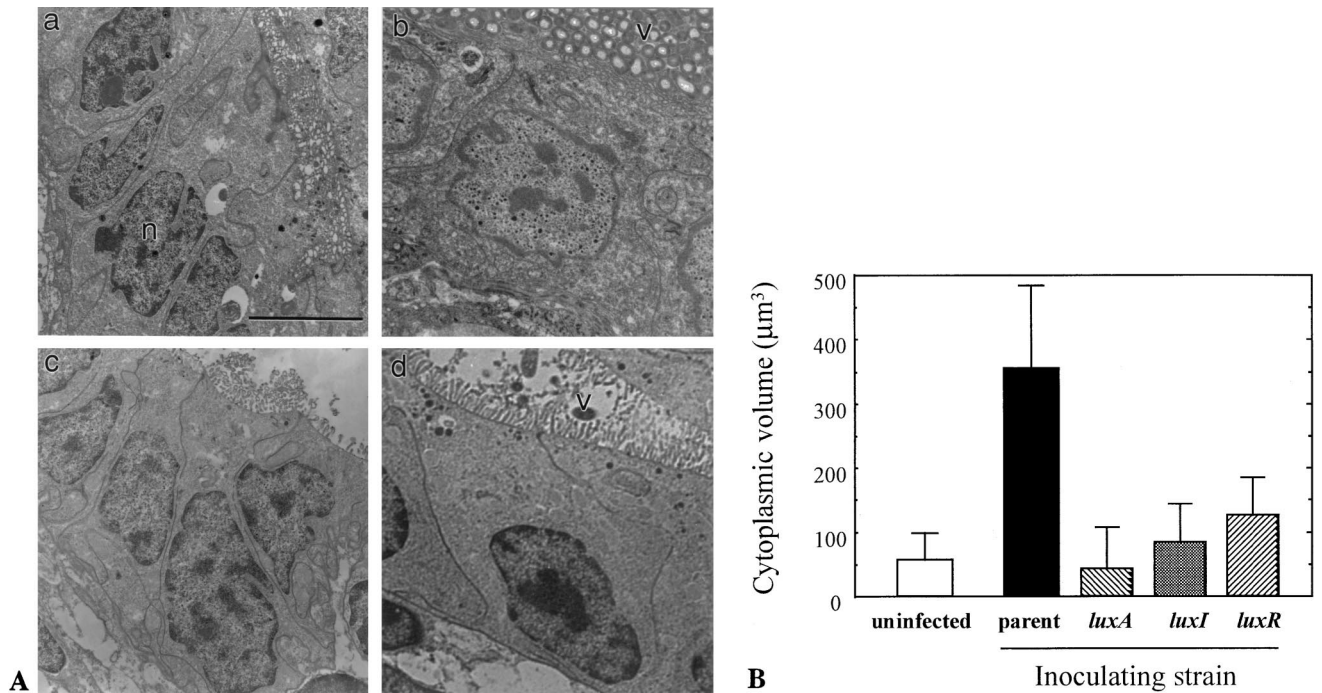 a
b
v
n
c
d
v
A
Cytoplasmic volume (µm³)
500
400
300
200
100
0
uninfected
parent
luxA
luxI
luxR
Inoculating strain
B